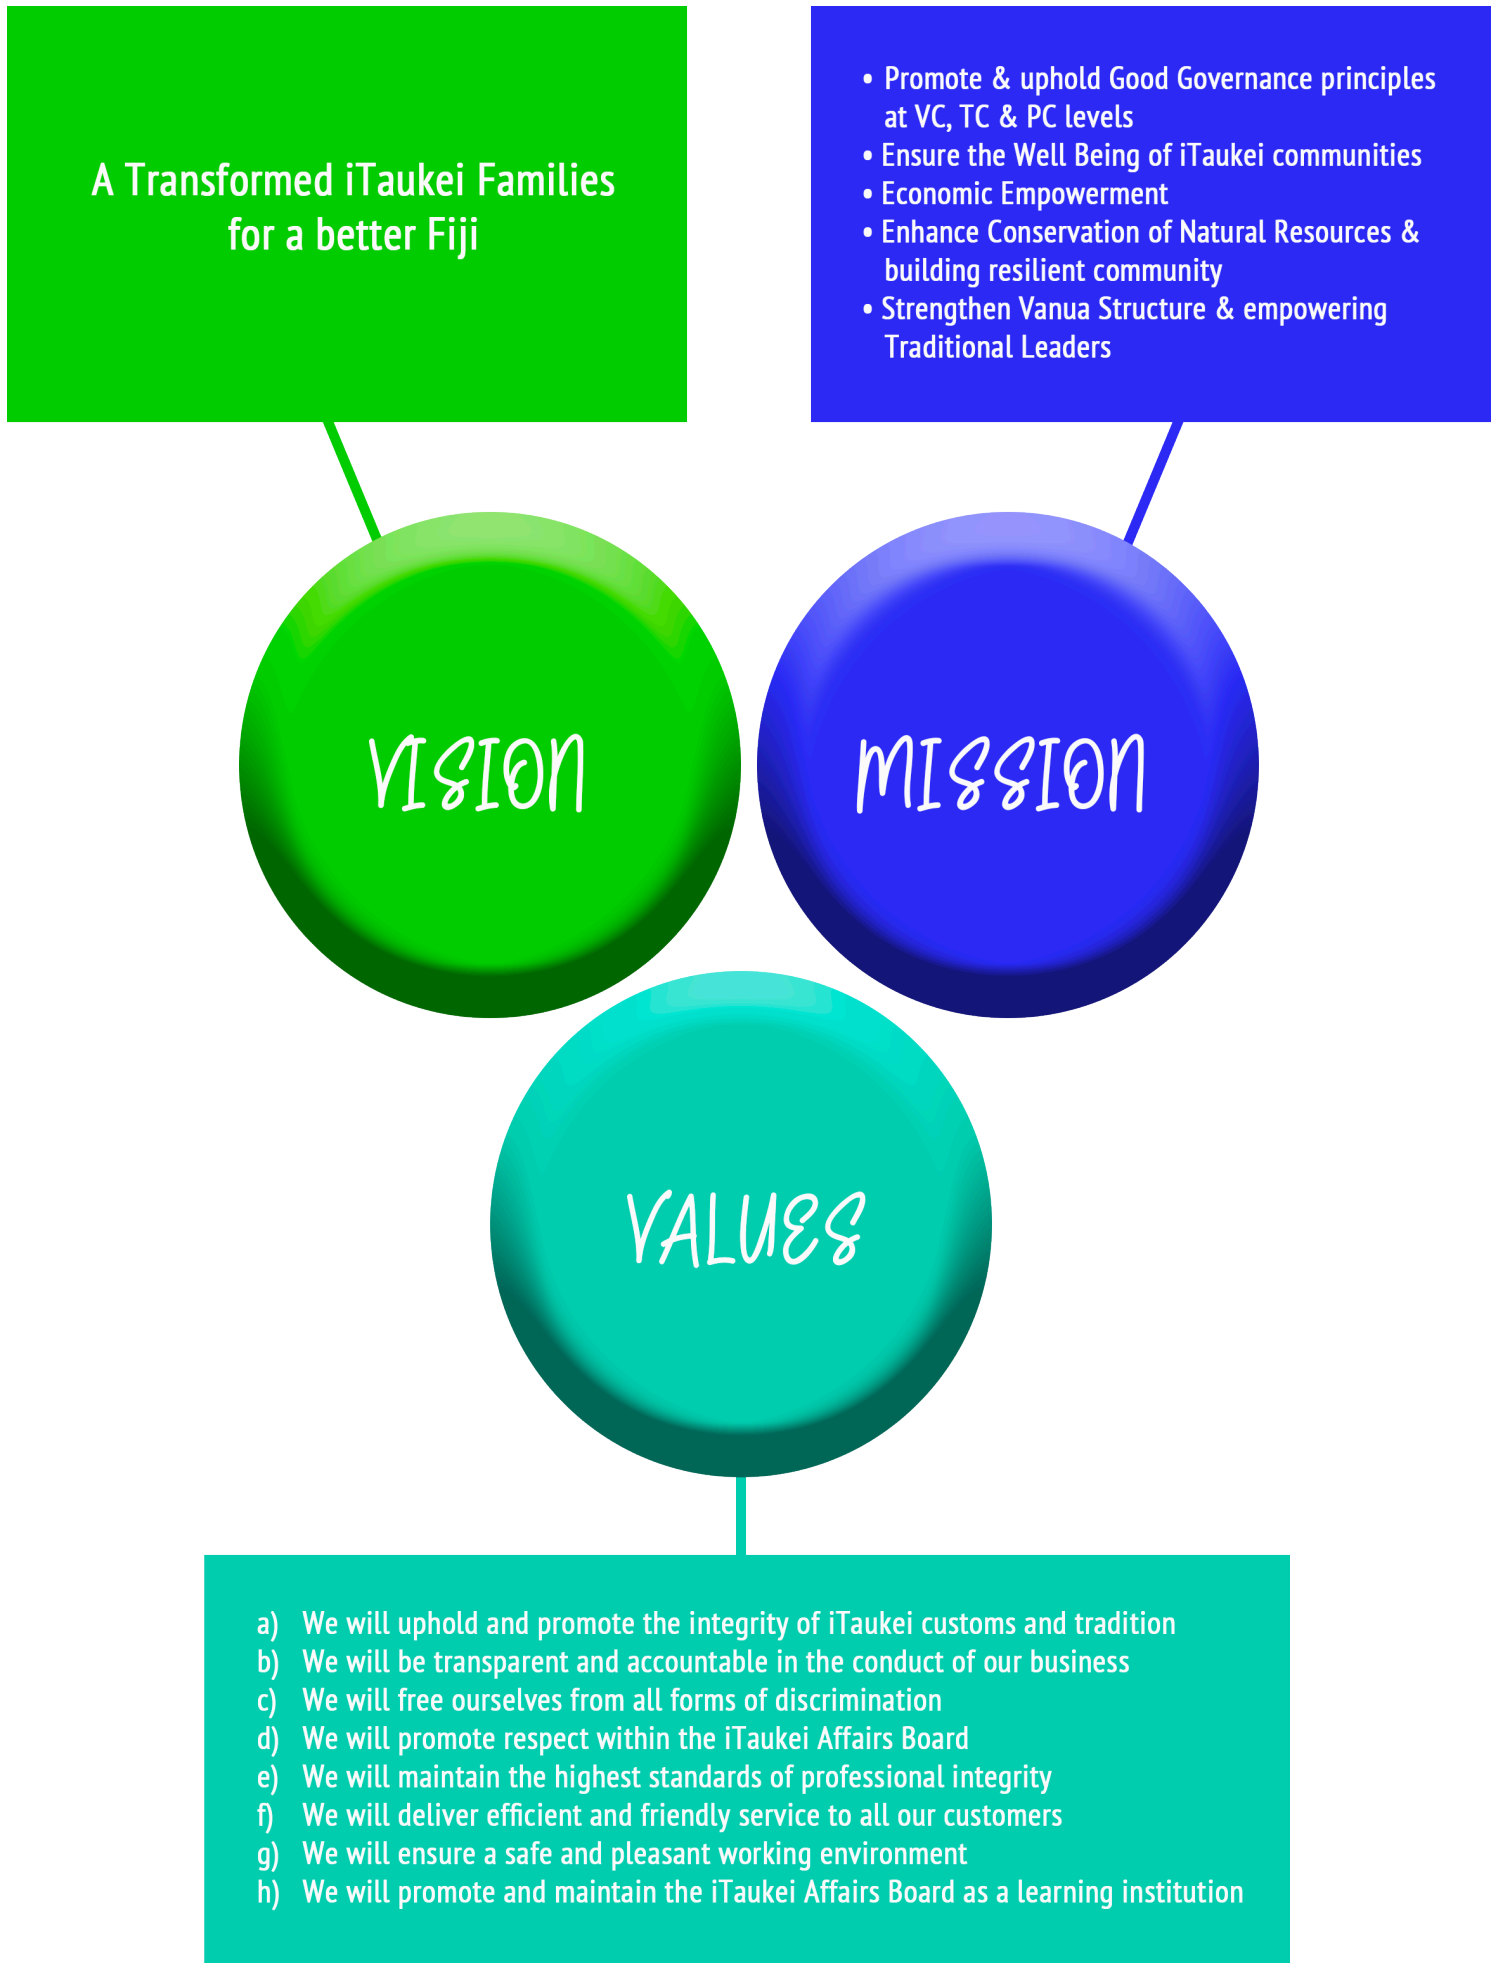 A Transformed iTaukei Families
for a better Fiji
• Promote & uphold Good Governance principles
at VC, TC & PC levels
• Ensure the Well Being of iTaukei communities
• Economic Empowerment
• Enhance Conservation of Natural Resources &
building resilient community
• Strengthen Vanua Structure & empowering
Traditional Leaders
VISION
MISSION
VALUES
a) We will uphold and promote the integrity of iTaukei customs and tradition
b) We will be transparent and accountable in the conduct of our business
c) We will free ourselves from all forms of discrimination
d) We will promote respect within the iTaukei Affairs Board
e) We will maintain the highest standards of professional integrity
f) We will deliver efficient and friendly service to all our customers
g) We will ensure a safe and pleasant working environment
h) We will promote and maintain the iTaukei Affairs Board as a learning institution